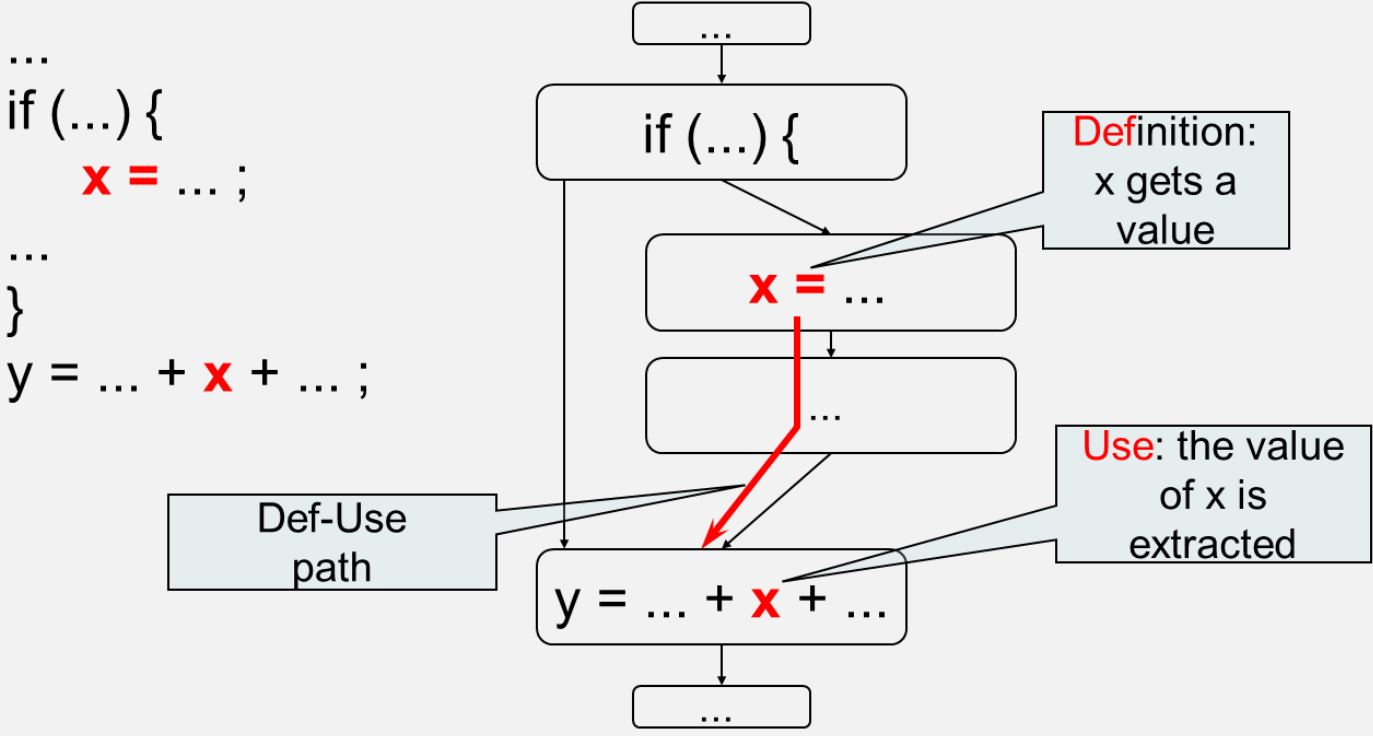 ...
if (...) {
x = ... ;
...
}
y = ... + x + ... ;
...
if (...) {
x = ...
...
y = ... + x + ...
...
Definition:
x gets a
value
Use: the value
of x is
extracted
Def-Use
path